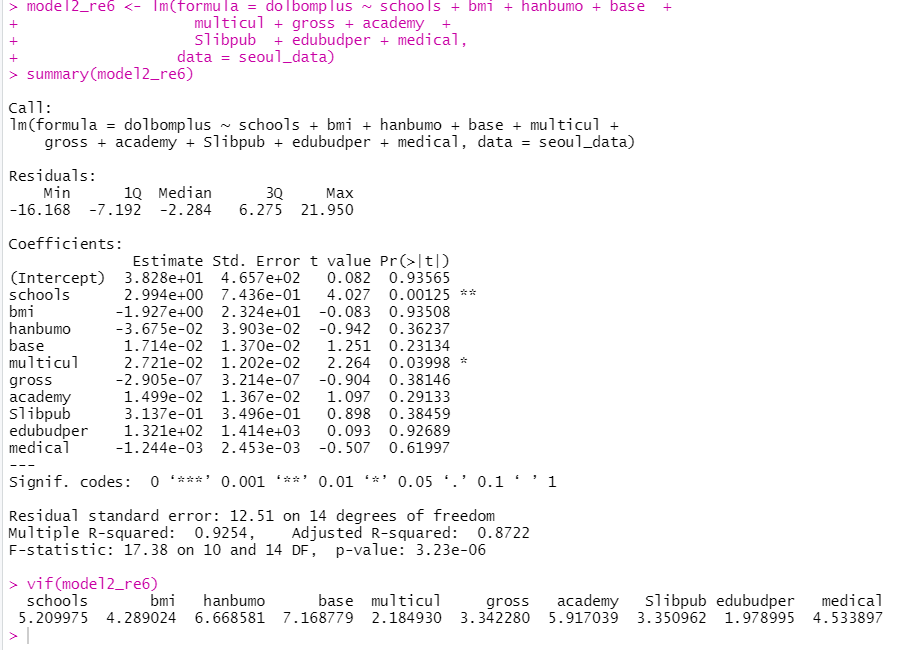 > model2_re6 <- lm(formula = dolbomplus ~ schools + bmi + hanbumo + base  +
+                    multicul + gross + academy  +
+                    Slibpub  + edubudper + medical,
+                  data = seoul_data)
> summary(model2_re6)

Call:
lm(formula = dolbomplus ~ schools + bmi + hanbumo + base + multicul +
    gross + academy + Slibpub + edubudper + medical, data = seoul_data)

Residuals:
    Min      1Q  Median      3Q     Max
-16.168  -7.192  -2.284   6.275  21.950

Coefficients:
              Estimate Std. Error t value Pr(>|t|)
(Intercept)  3.828e+01  4.657e+02   0.082  0.93565
schools      2.994e+00  7.436e-01   4.027  0.00125 **
bmi         -1.927e+00  2.324e+01  -0.083  0.93508
hanbumo     -3.675e-02  3.903e-02  -0.942  0.36237
base         1.714e-02  1.370e-02   1.251  0.23134
multicul     2.721e-02  1.202e-02   2.264  0.03998 *
gross       -2.905e-07  3.214e-07  -0.904  0.38146
academy      1.499e-02  1.367e-02   1.097  0.29133
Slibpub      3.137e-01  3.496e-01   0.898  0.38459
edubudper    1.321e+02  1.414e+03   0.093  0.92689
medical     -1.244e-03  2.453e-03  -0.507  0.61997
---
Signif. codes:  0 ‘***’ 0.001 ‘**’ 0.01 ‘*’ 0.05 ‘.’ 0.1 ‘ ’ 1

Residual standard error: 12.51 on 14 degrees of freedom
Multiple R-squared:  0.9254,    Adjusted R-squared:  0.8722
F-statistic: 17.38 on 10 and 14 DF,  p-value: 3.23e-06

> vif(model2_re6)
  schools       bmi   hanbumo      base  multicul     gross   academy   Slibpub edubudper   medical
 5.209975  4.289024  6.668581  7.168779  2.184930  3.342280  5.917039  3.350962  1.978995  4.533897
>